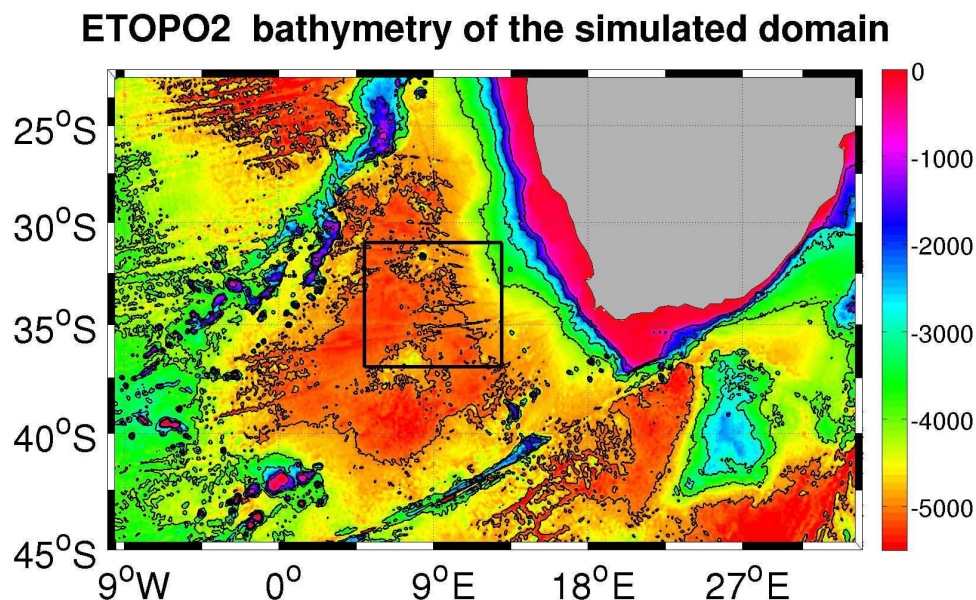 ETOPO2 bathymetry of the simulated domain
25°S
30°S
35°S
40°S
45°S
9°W
0°
9°E
18°E
27°E
0
-1000
-2000
-3000
-4000
-5000